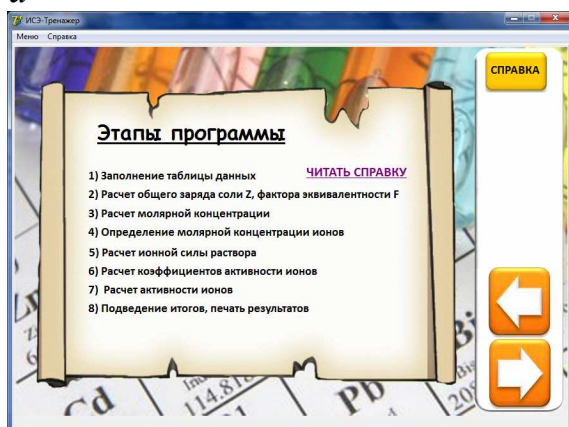 ИСЭ-Тренажер
Меню Справка
СПРАВКА
Этапы программы
ЧИТАТЬ СПРАВКУ
1) Заполнение таблицы данных
2) Расчет общего заряда соли Z, фактора эквивалентности F
3) Расчет молярной концентрации
4) Определение молярной концентрации ионов
5) Расчет ионной силы раствора
6) Расчет коэффициентов активности ионов
7) Расчет активности ионов
8) Подведение итогов, печать результатов
Cd
114.818
Pb
Bi